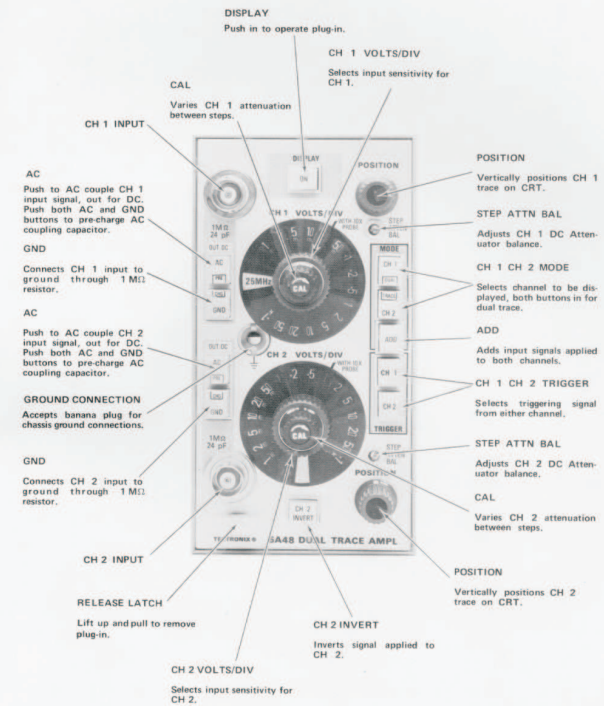 DISPLAY
Push in to operate plug-in.
CH 1 VOLTS/DIV
Selects input sensitivity for
CH 1.
CAL
Varies CH 1 attenuation
between steps.
CH 1 INPUT
AC
Push to AC couple CH 1
input signal, out for DC.
Push both AC and GND
buttons to pre-charge AC
coupling capacitor.
GND
Connects CH 1 input to
ground through 1 MΩ
resistor.
AC
Push to AC couple CH 2
input signal, out for DC.
Push both AC and GND
buttons to pre-charge AC
coupling capacitor.
GROUND CONNECTION
Accepts banana plug for
chassis ground connections.
GND
Connects CH 2 input to
ground through 1 MΩ
resistor.
CH 2 INPUT
RELEASE LATCH
Lift up and pull to remove
plug-in.
CH 2 VOLTS/DIV
Selects input sensitivity for
CH 2.
DISPLAY
ON
POSITION
CH 1 VOLTS/DIV
WITH 10X
PROBE
STEP
BAL
1MΩ
24 pF
OUT DC
AC
GND
25MHz
CAL
MODE
CH 1
CH 2
ADD
CH 1
CH 2
TRIGGER
OUT DC
AC
GND
CH 2 VOLTS/DIV
WITH 10X
PROBE
CAL
1MΩ
24 pF
STEP
BAL
POSITION
CH 2
INVERT
TEKTRONIX ®
5A48 DUAL TRACE AMPL
POSITION
Vertically positions CH 1
trace on CRT.
STEP ATTN BAL
Adjusts CH 1 DC Atten-
uator balance.
CH 1 CH 2 MODE
Selects channel to be dis-
played, both buttons in for
dual trace.
ADD
Adds input signals applied
to both channels.
CH 1 CH 2 TRIGGER
Selects triggering signal
from either channel.
STEP ATTN BAL
Adjusts CH 2 DC Atten-
uator balance.
CAL
Varies CH 2 attenuation
between steps.
POSITION
Vertically positions CH 2
trace on CRT.
CH 2 INVERT
Inverts signal applied to
CH 2.